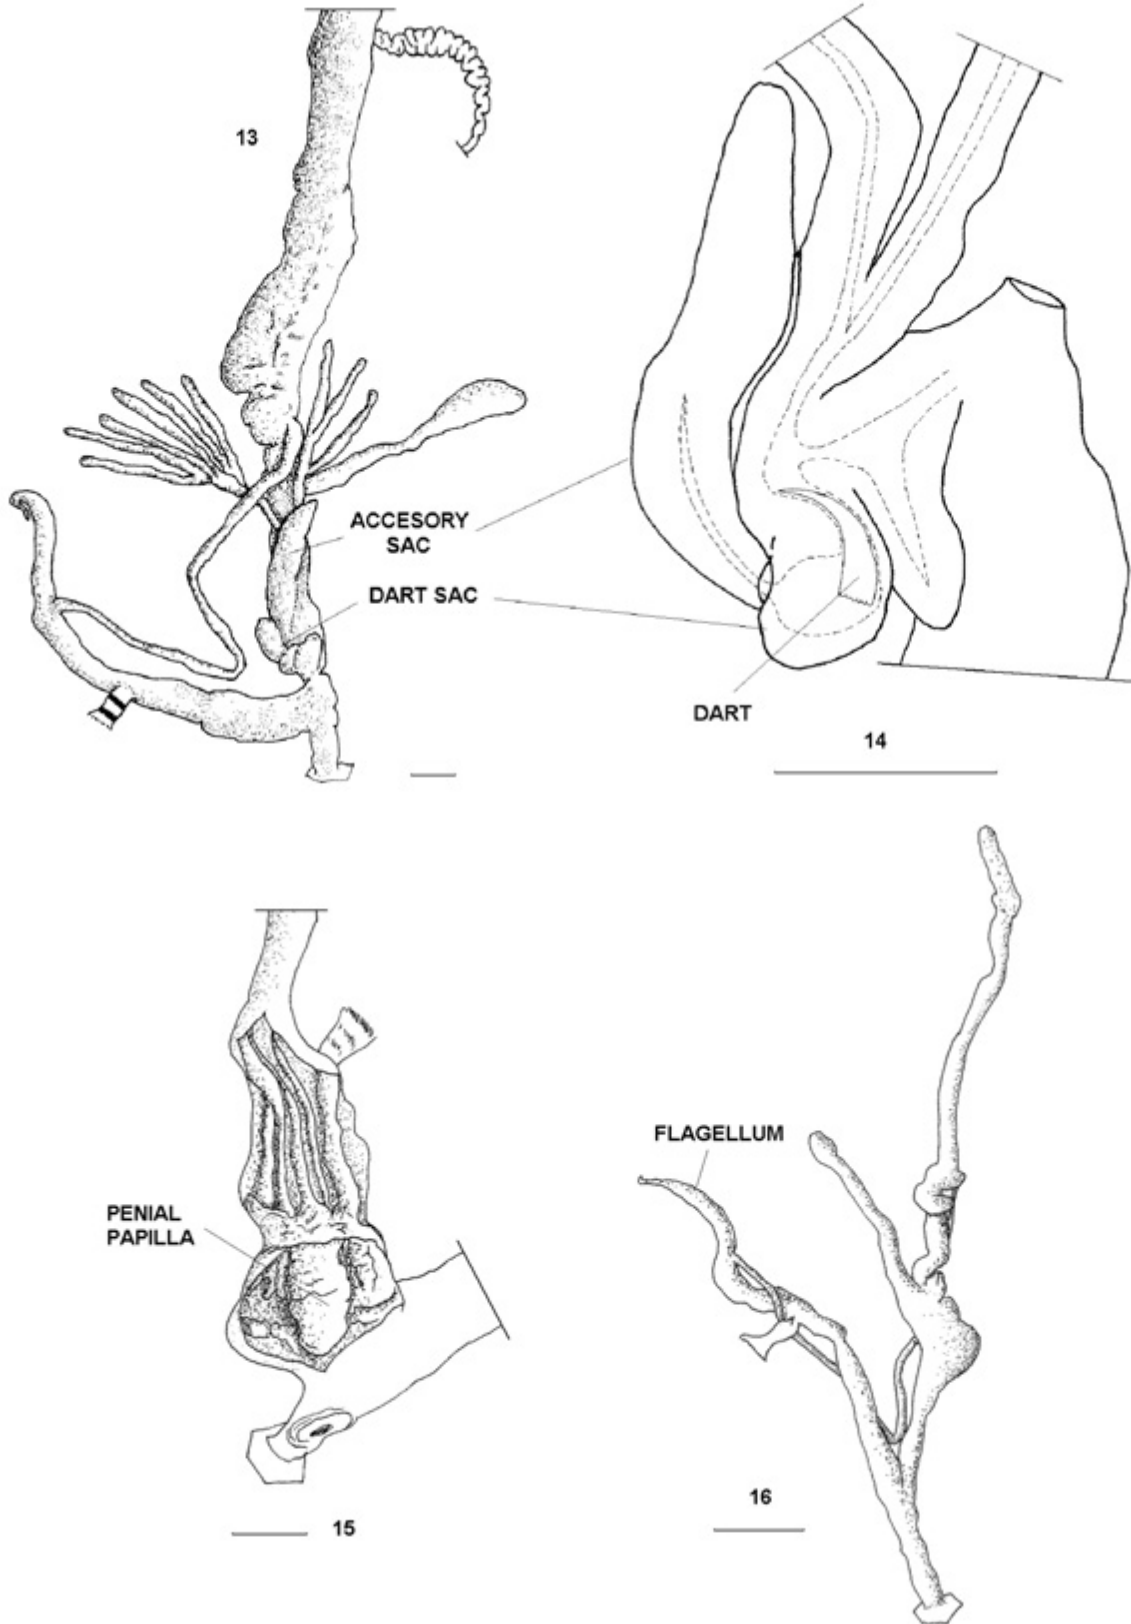 13
ACCESORY
SAC
DART SAC
DART
14
PENIAL
PAPILLA
15
FLAGELLUM
16